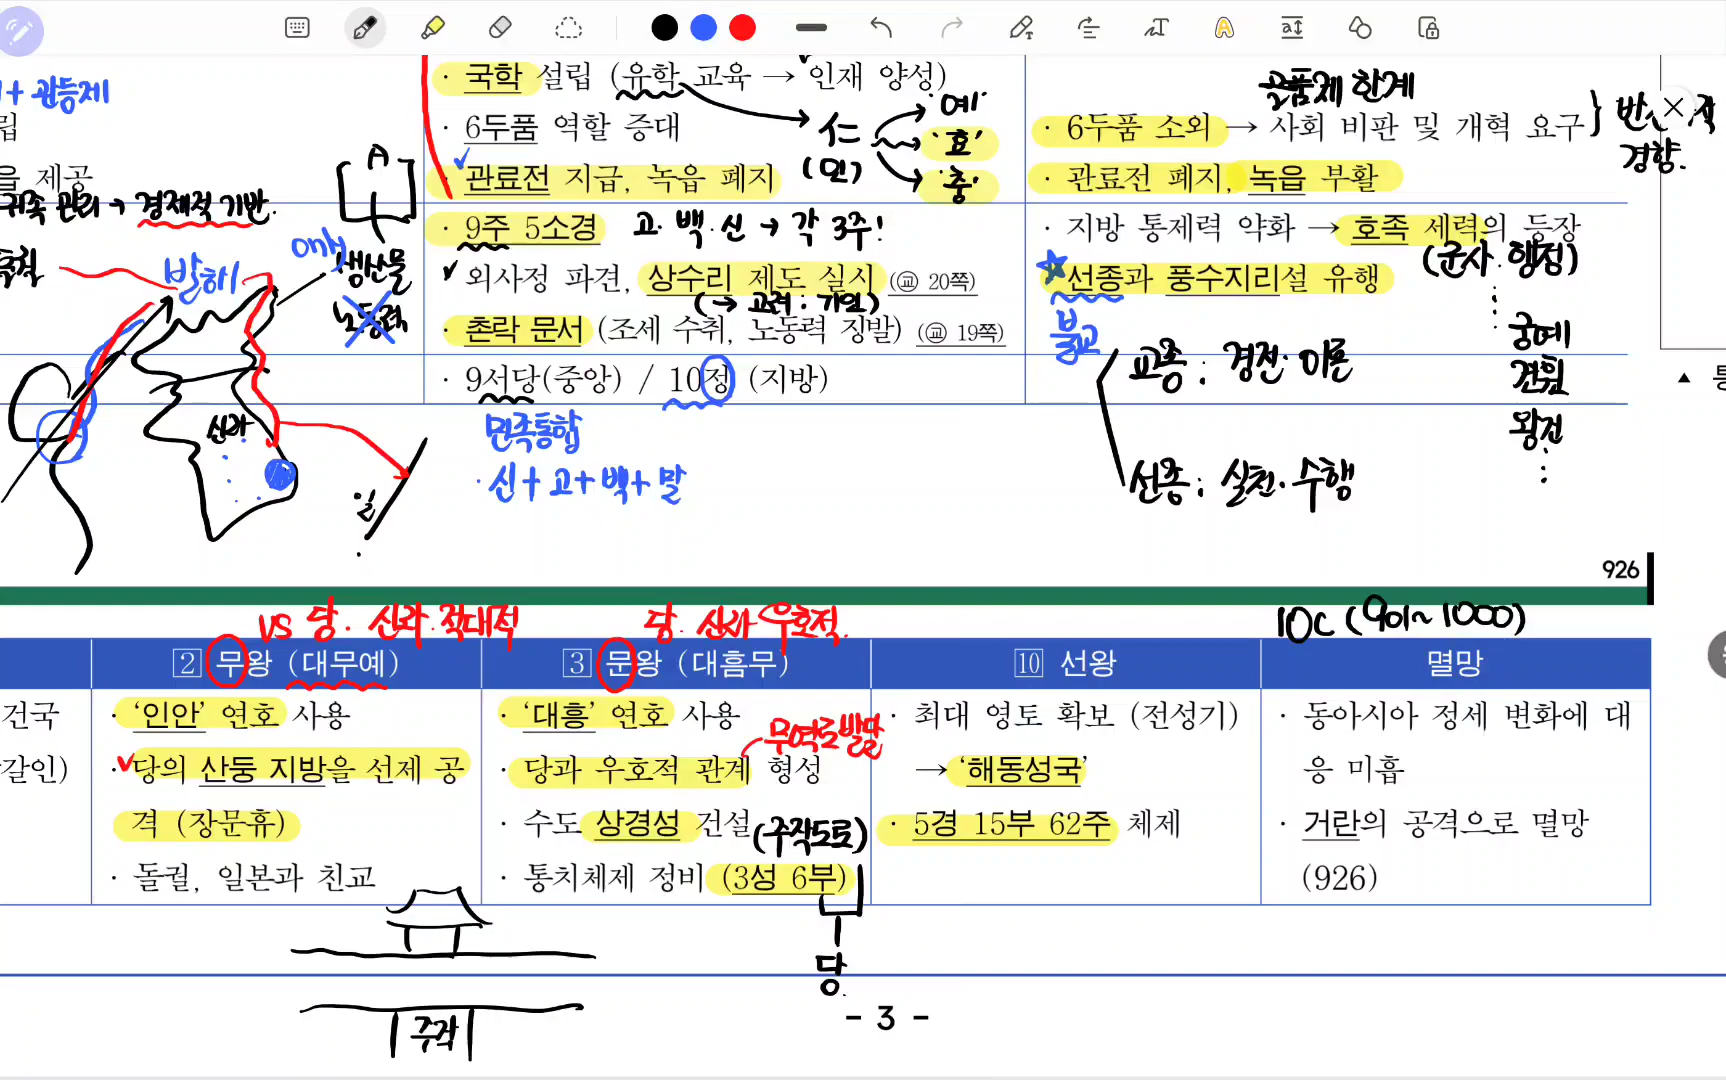 + 관등제
립
을 제공
귀족 관리 → 경제적 기반.
A
발해
여기서
생산물
노동력
신라
일
· 국학 설립 (유학 교육 → 인재 양성)
· 6두품 역할 증대
· 관료전 지급, 녹읍 폐지
仁
(인)
'예'
'효'
'충'
· 9주 5소경
고·백·신 → 각 3주!
외사정 파견, 상수리 제도 실시 (교 20쪽)
(→ 고려 : 기인)
· 촌락 문서 (조세 수취, 노동력 징발) (교 19쪽)
· 9서당(중앙) / 10정 (지방)
민족통합
· 신 + 고 + 백 + 말
골품제 한계
· 6두품 소외 → 사회 비판 및 개혁 요구
경향.
· 관료전 폐지, 녹읍 부활
· 지방 통제력 약화 → 호족 세력의 등장
(군사·행정)
선종과 풍수지리설 유행
불교
교종 : 경전·이론
선종 : 실천·수행
궁예
견훤
왕건
▲ 통
926
vs 당·신라 적대적
당·신라 우호적.
10C (901~1000)
2 무왕 (대무예)
3 문왕 (대흠무)
10 선왕
멸망
건국
갈인)
· '인안' 연호 사용
· 당의 산둥 지방을 선제 공
격 (장문휴)
· 돌궐, 일본과 친교
· '대흥' 연호 사용
무역로 발달
· 당과 우호적 관계 형성
· 수도 상경성 건설
(주작도로)
· 통치체제 정비 (3성 6부)
당.
· 최대 영토 확보 (전성기)
→ '해동성국'
· 5경 15부 62주 체제
· 동아시아 정세 변화에 대
응 미흡
· 거란의 공격으로 멸망
(926)
주작
- 3 -